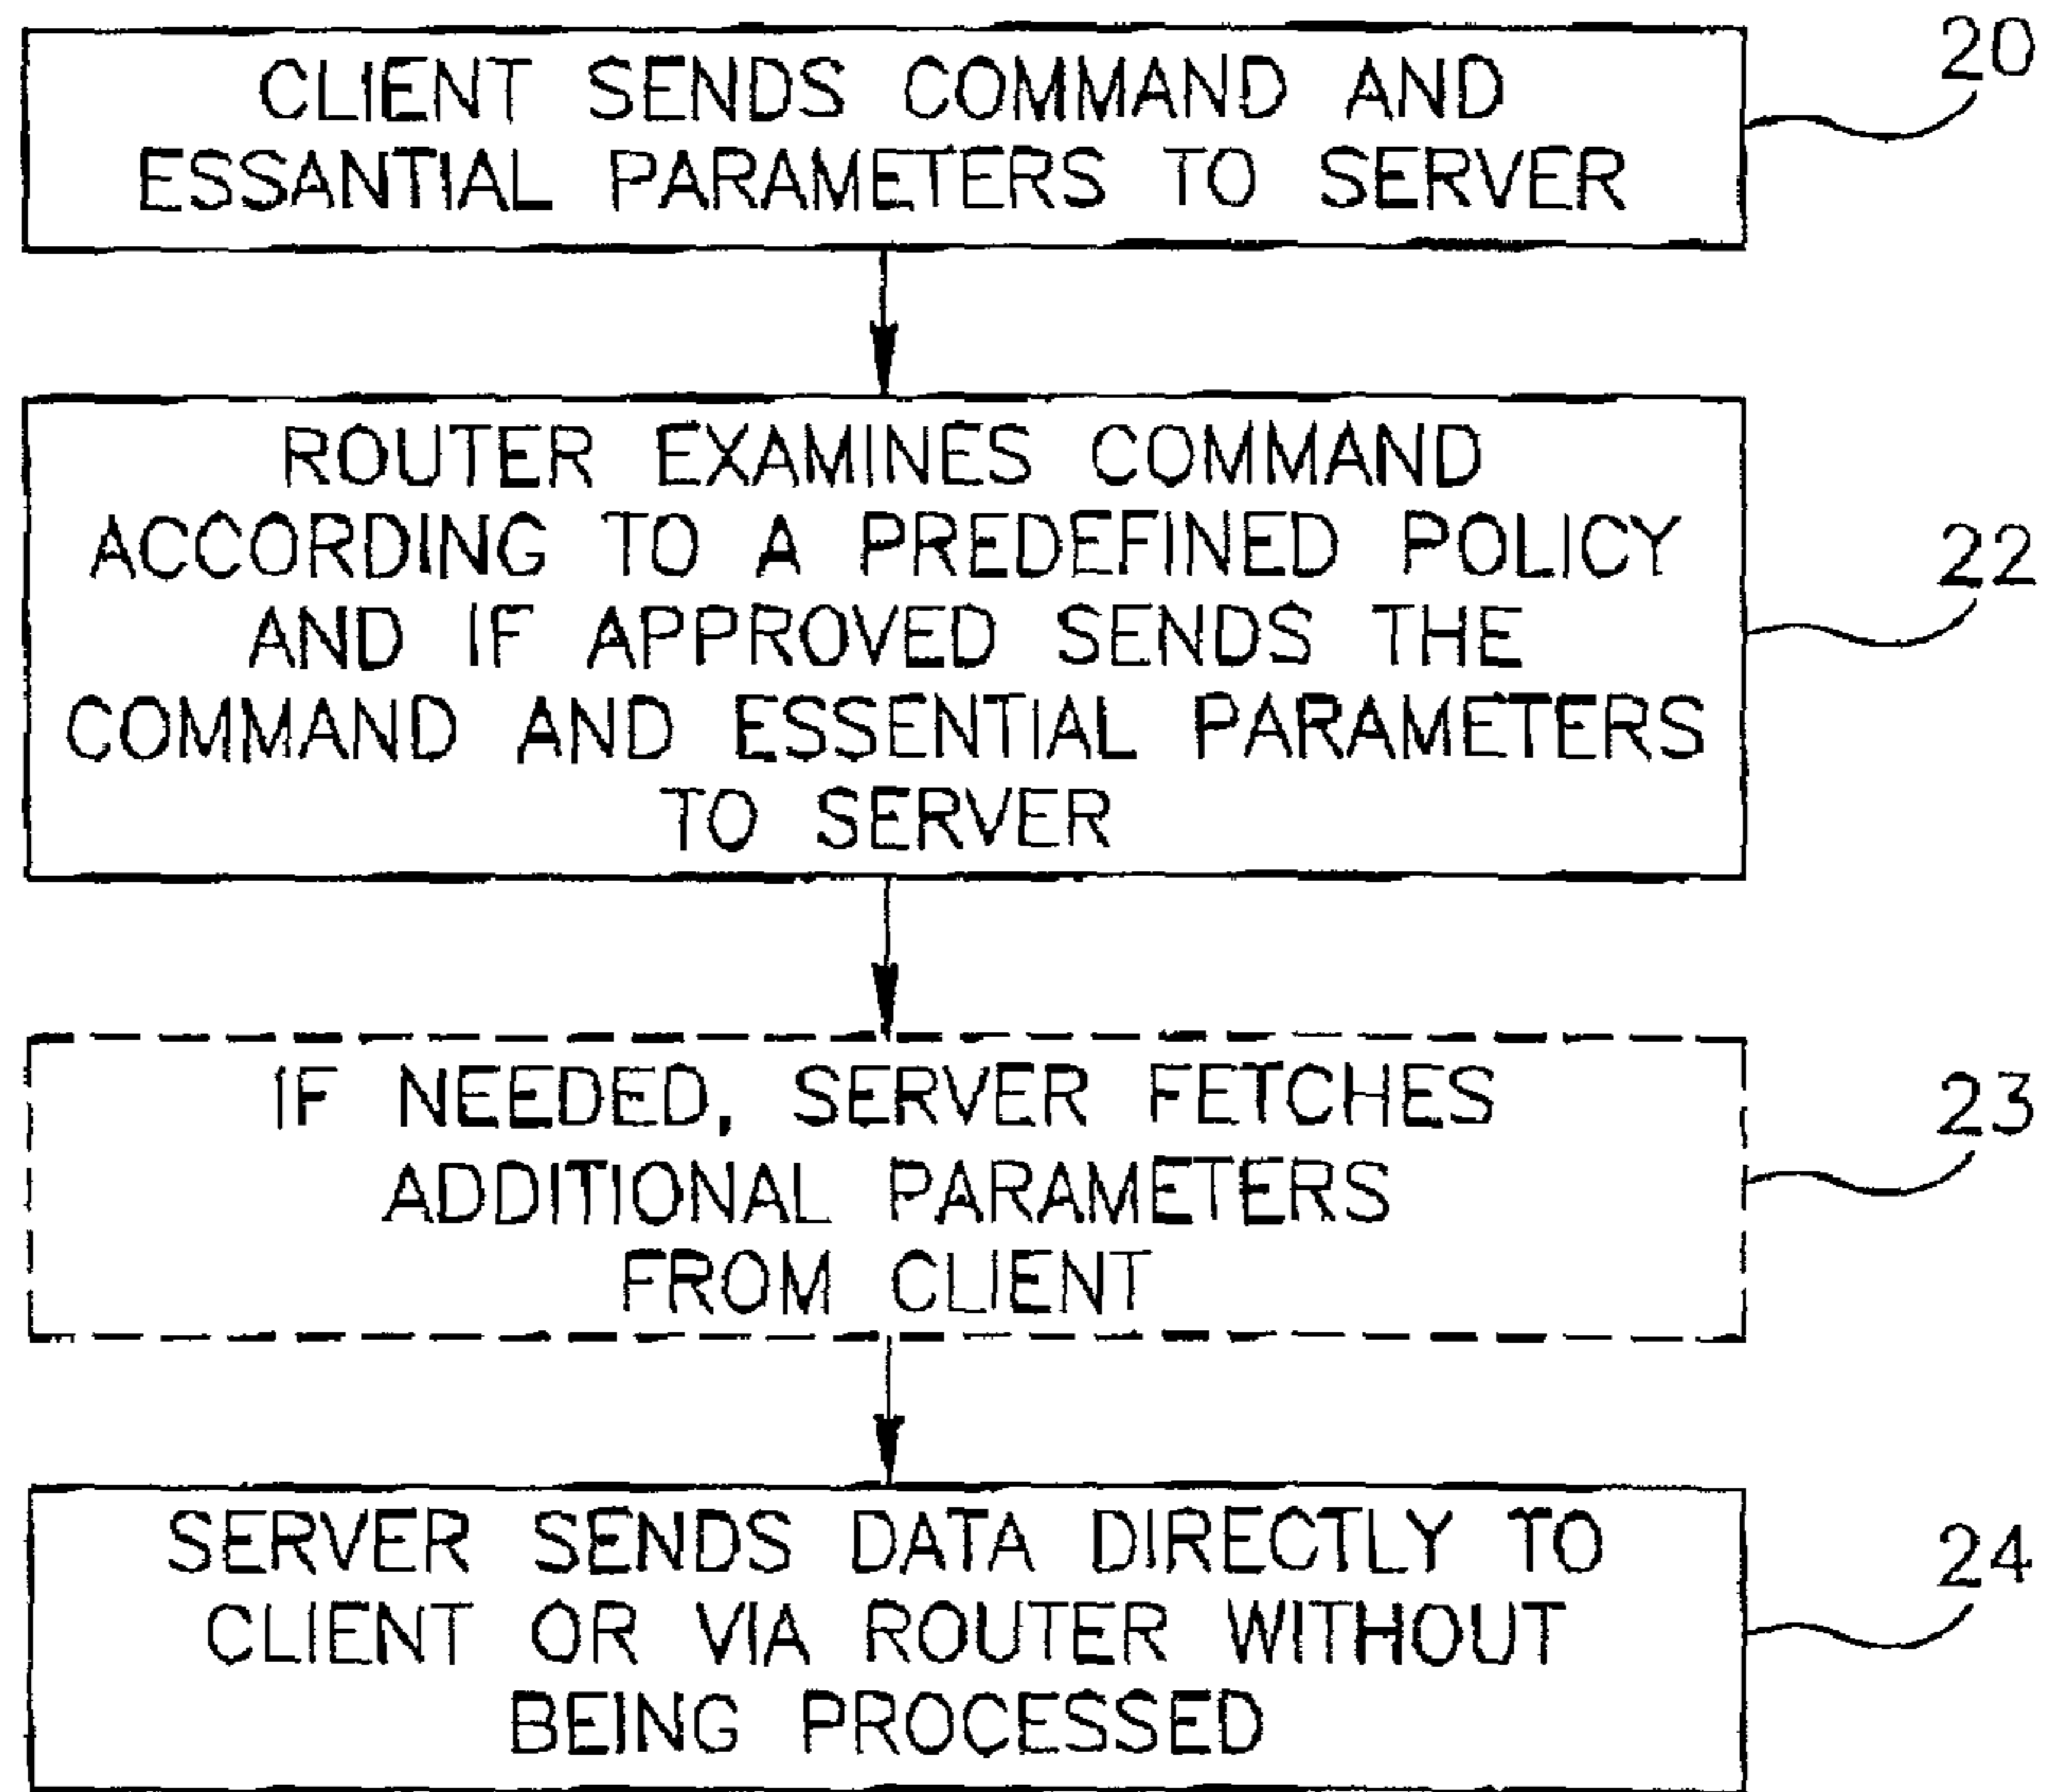 CLIENT SENDS COMMAND AND
ESSANTIAL PARAMETERS TO SERVER
20
ROUTER EXAMINES COMMAND
ACCORDING TO A PREDEFINED POLICY
AND IF APPROVED SENDS THE
COMMAND AND ESSENTIAL PARAMETERS
TO SERVER
22
IF NEEDED, SERVER FETCHES
ADDITIONAL PARAMETERS
FROM CLIENT
23
SERVER SENDS DATA DIRECTLY TO
CLIENT OR VIA ROUTER WITHOUT
BEING PROCESSED
24